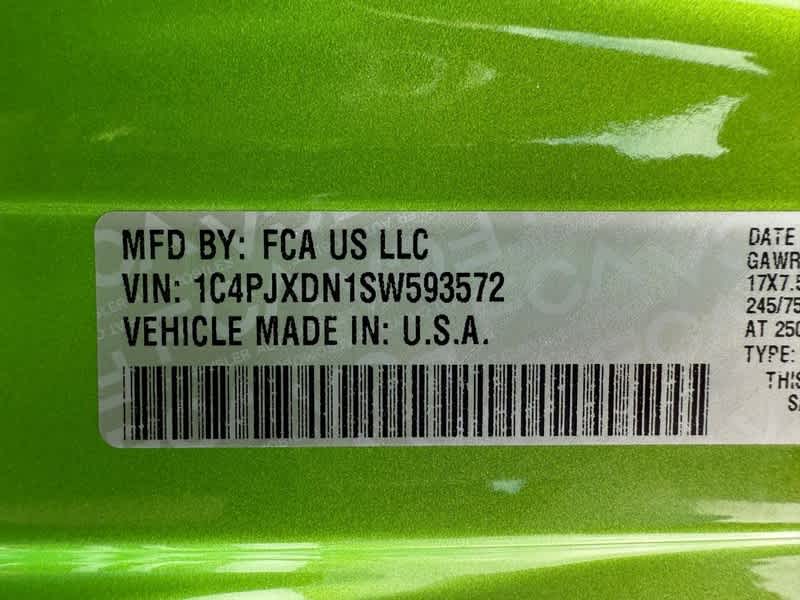 MFD BY: FCA US LLC
VIN: 1C4PJXDN1SW593572
VEHICLE MADE IN: U.S.A.
DATE
GAWR
17X7.5
245/75
AT 250
TYPE:
THIS